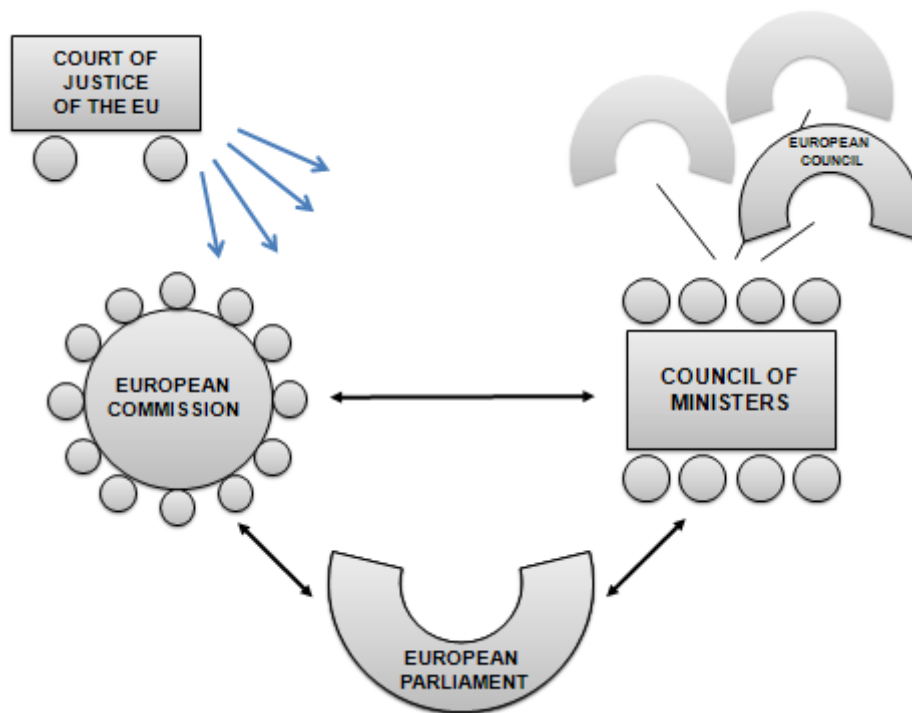 COURT OF
JUSTICE
OF THE EU
EUROPEAN
COUNCIL
EUROPEAN
COMMISSION
COUNCIL OF
MINISTERS
EUROPEAN
PARLIAMENT